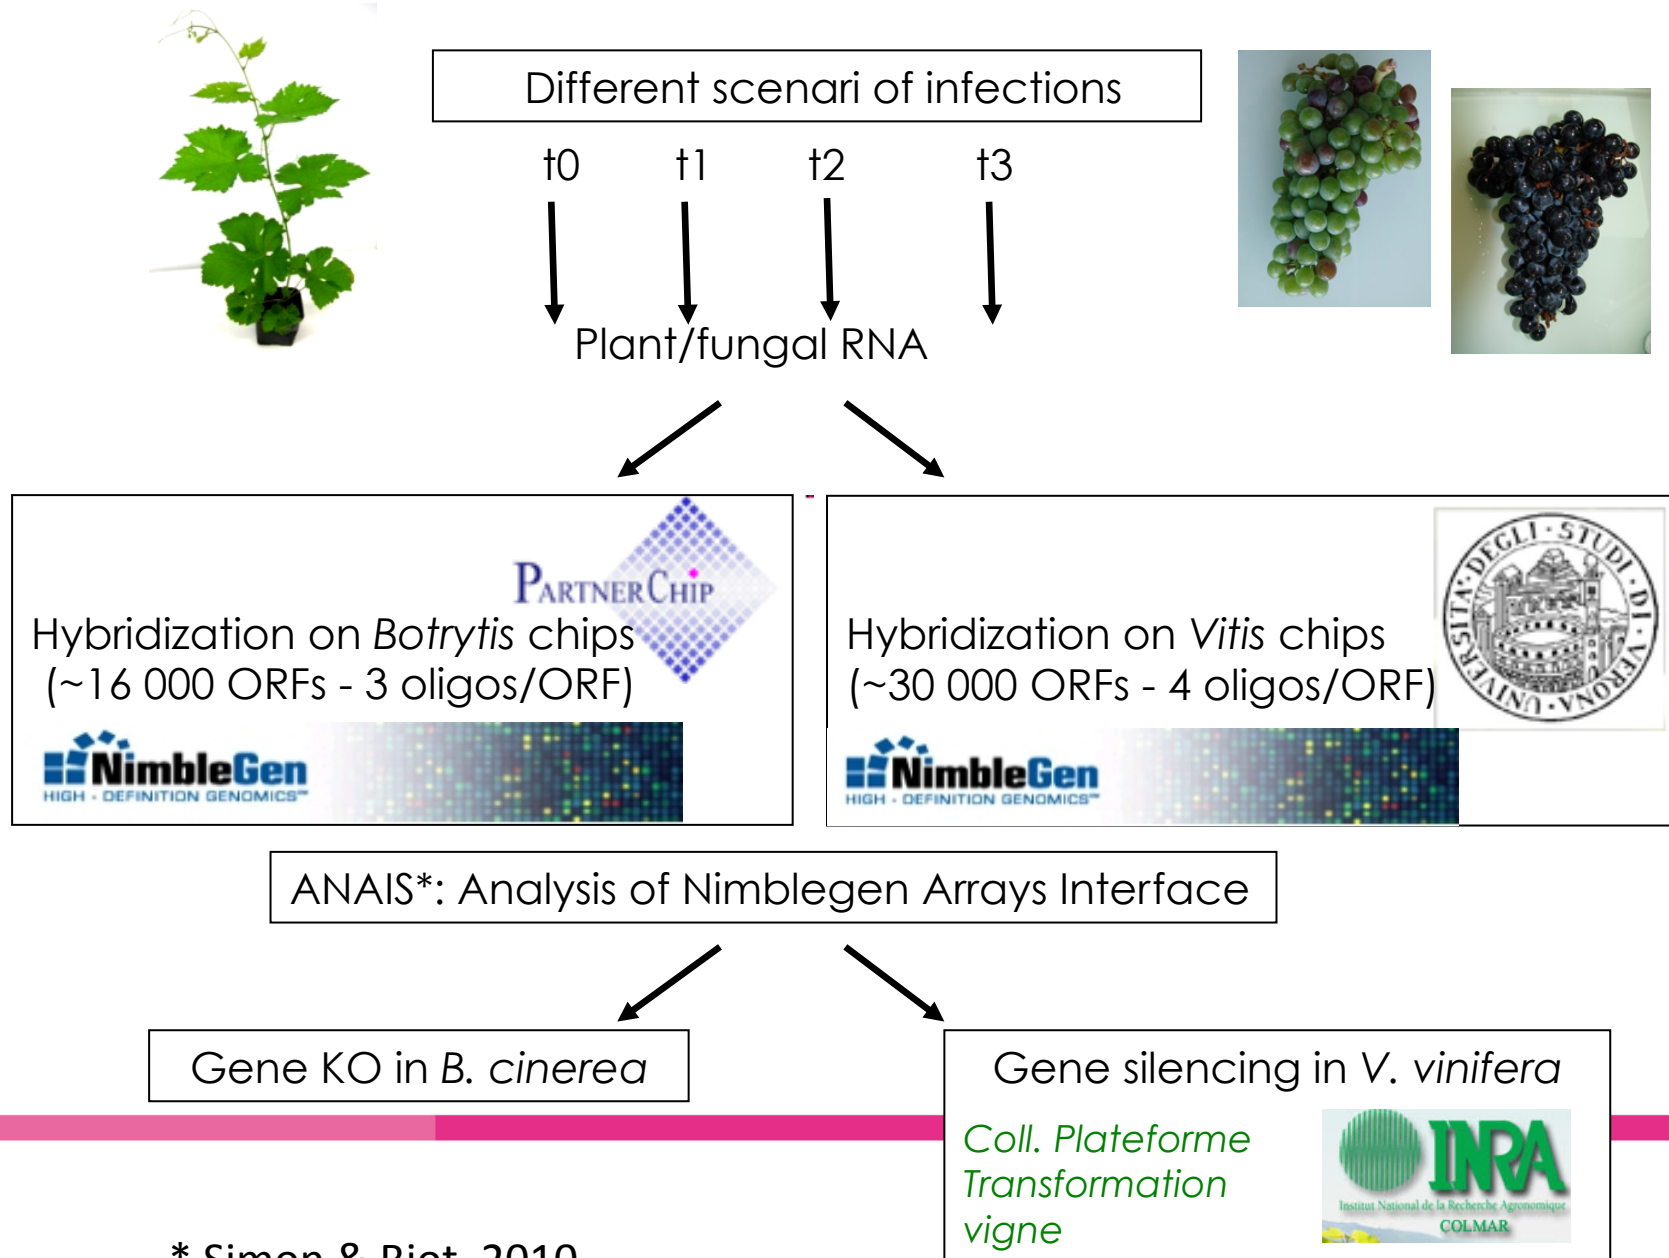 Different scenari of infections
t0 t1 t2 t3
Plant/fungal RNA
PARTNERCHIP
Hybridization on Botrytis chips
(~16 000 ORFs - 3 oligos/ORF)
NimbleGen
HIGH - DEFINITION GENOMICS™
UNIVERSITA' · DEGLI · STUDI · DI · VERONA
Hybridization on Vitis chips
(~30 000 ORFs - 4 oligos/ORF)
NimbleGen
HIGH - DEFINITION GENOMICS™
ANAIS*: Analysis of Nimblegen Arrays Interface
Gene KO in B. cinerea
Gene silencing in V. vinifera
Coll. Plateforme
Transformation
vigne
INRA
Institut National de la Recherche Agronomique
COLMAR
* Simon & Biot, 2010